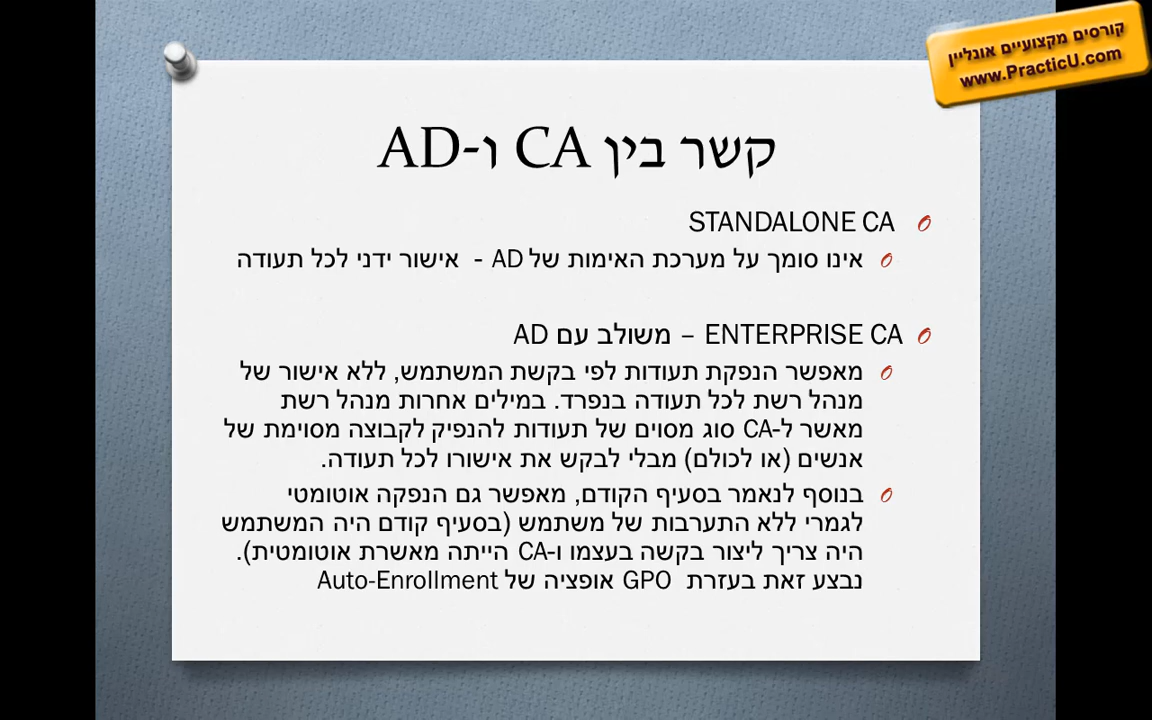 קורסים מקצועיים אונליין
www.PracticU.com
קשר בין CA ו-AD
STANDALONE CA
אינו סומך על מערכת האימות של AD - אישור ידני לכל תעודה
ENTERPRISE CA – משולב עם AD
מאפשר הנפקת תעודות לפי בקשת המשתמש, ללא אישור של
מנהל רשת לכל תעודה בנפרד. במילים אחרות מנהל רשת
מאשר ל-CA סוג מסוים של תעודות להנפיק לקבוצה מסוימת של
אנשים (או לכולם) מבלי לבקש את אישורו לכל תעודה.
בנוסף לנאמר בסעיף הקודם, מאפשר גם הנפקה אוטומטי
לגמרי ללא התערבות של משתמש (בסעיף קודם היה המשתמש
היה צריך ליצור בקשה בעצמו ו-CA הייתה מאשרת אוטומטית).
נבצע זאת בעזרת GPO אופציה של Auto-Enrollment